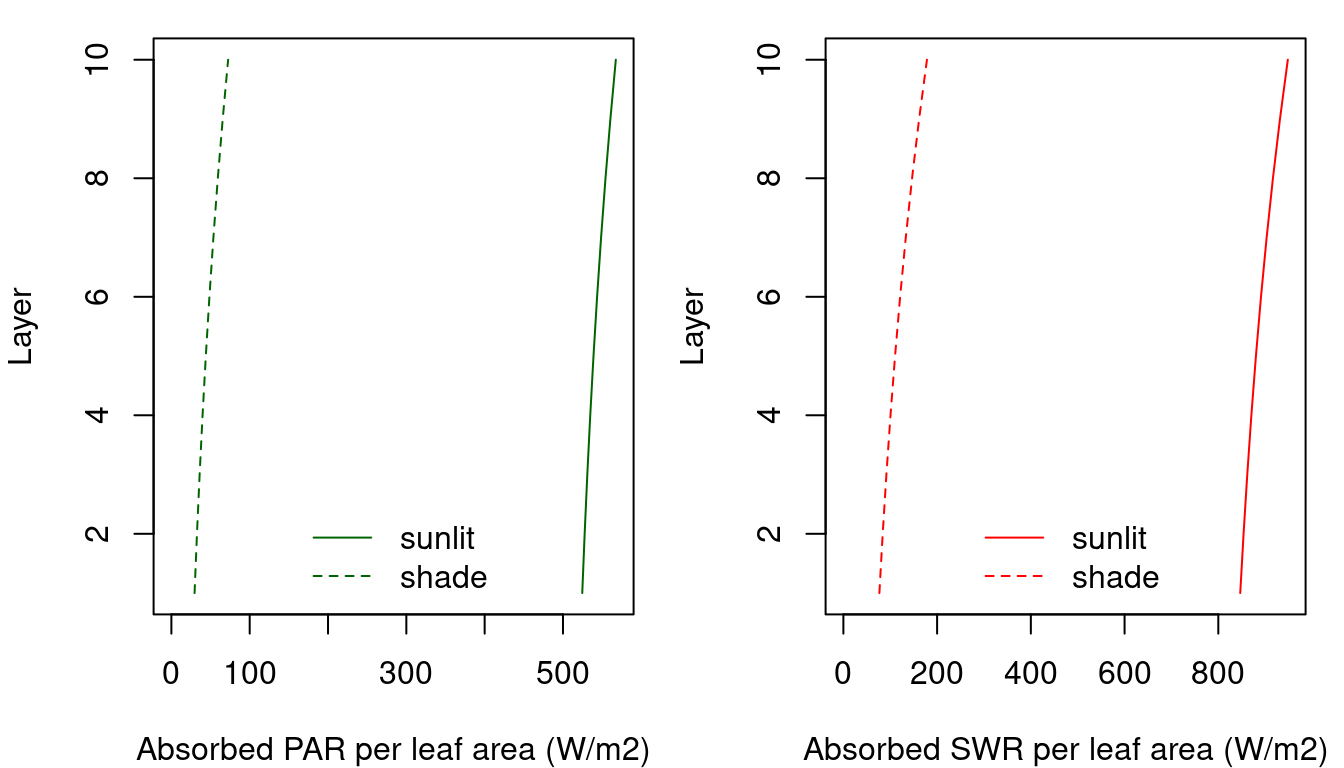 10
8
6
4
2
Layer
sunlit
shade
0 100 300 500
Absorbed PAR per leaf area (W/m2)
10
8
6
4
2
Layer
sunlit
shade
0 200 400 600 800
Absorbed SWR per leaf area (W/m2)